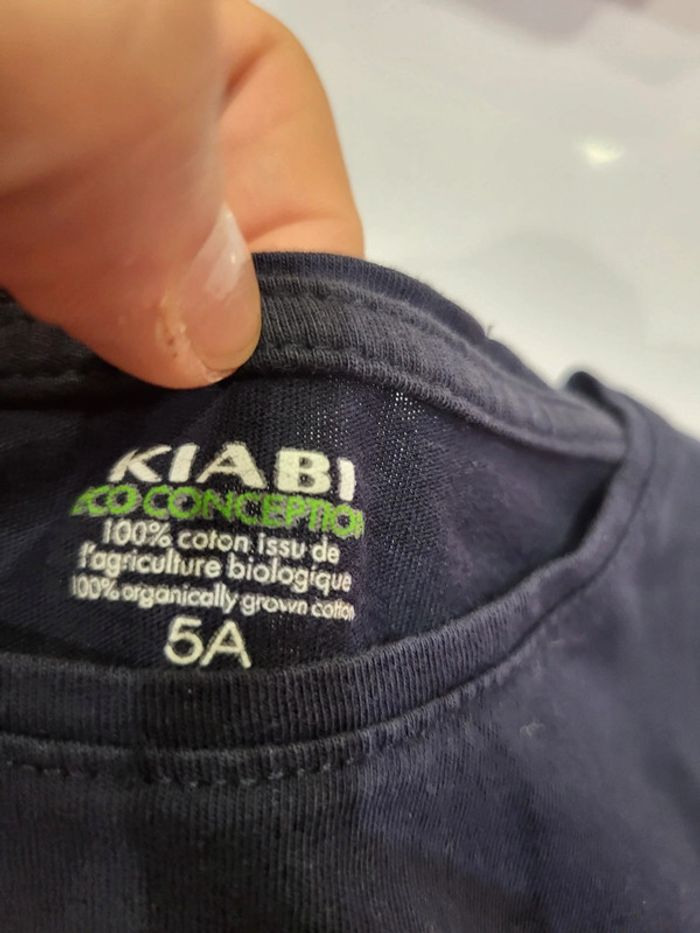 KIABI
ECO CONCEPTION
100% coton issu de
l'agriculture biologique
100% organically grown cotton
5A